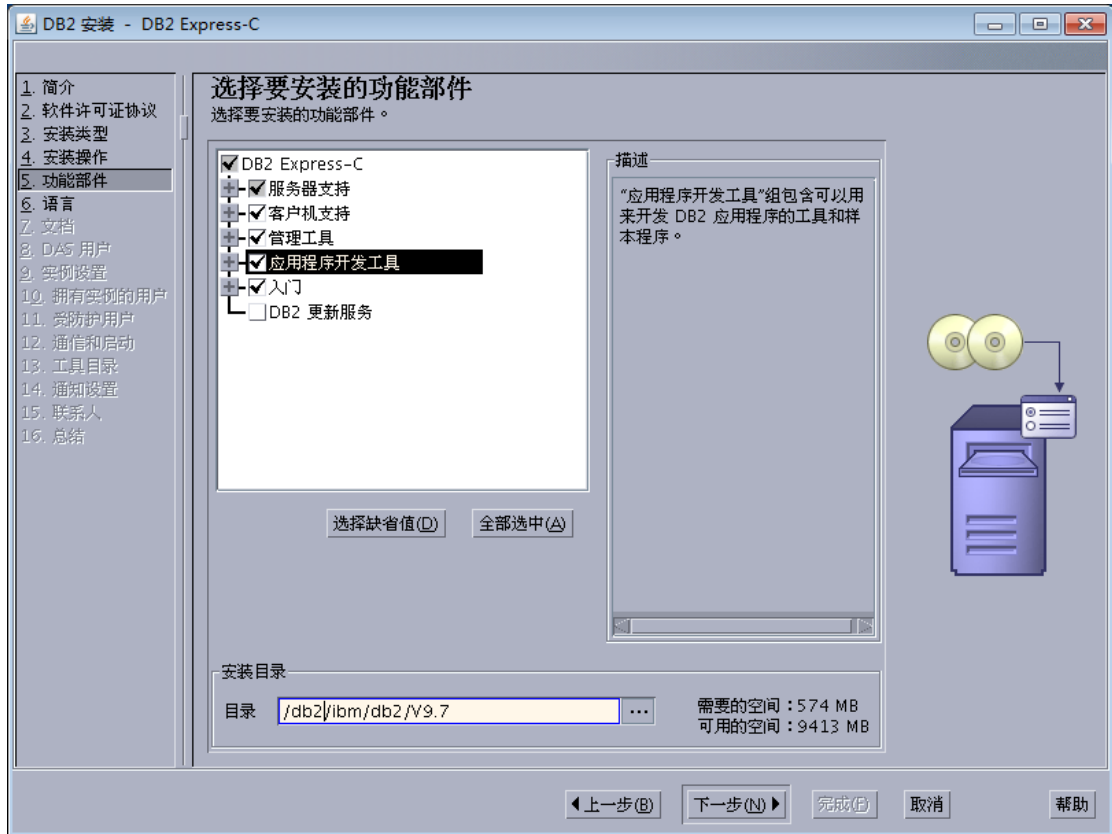 DB2 安装 - DB2 Express-C
1. 简介
2. 软件许可证协议
3. 安装类型
4. 安装操作
5. 功能部件
6. 语言
7. 文档
8. DAS 用户
9. 实例设置
10. 拥有实例的用户
11. 受防护用户
12. 通信和启动
13. 工具目录
14. 通知设置
15. 联系人
16. 总结
选择要安装的功能部件
选择要安装的功能部件。
DB2 Express-C
服务器支持
客户机支持
管理工具
应用程序开发工具
入门
DB2 更新服务
选择缺省值(D)
全部选中(A)
描述
“应用程序开发工具”组包含可以用
来开发 DB2 应用程序的工具和样
本程序。
安装目录
目录
/db2/ibm/db2/V9.7
...
需要的空间：574 MB
可用的空间：9413 MB
上一步(B)
下一步(N)
完成(F)
取消
帮助